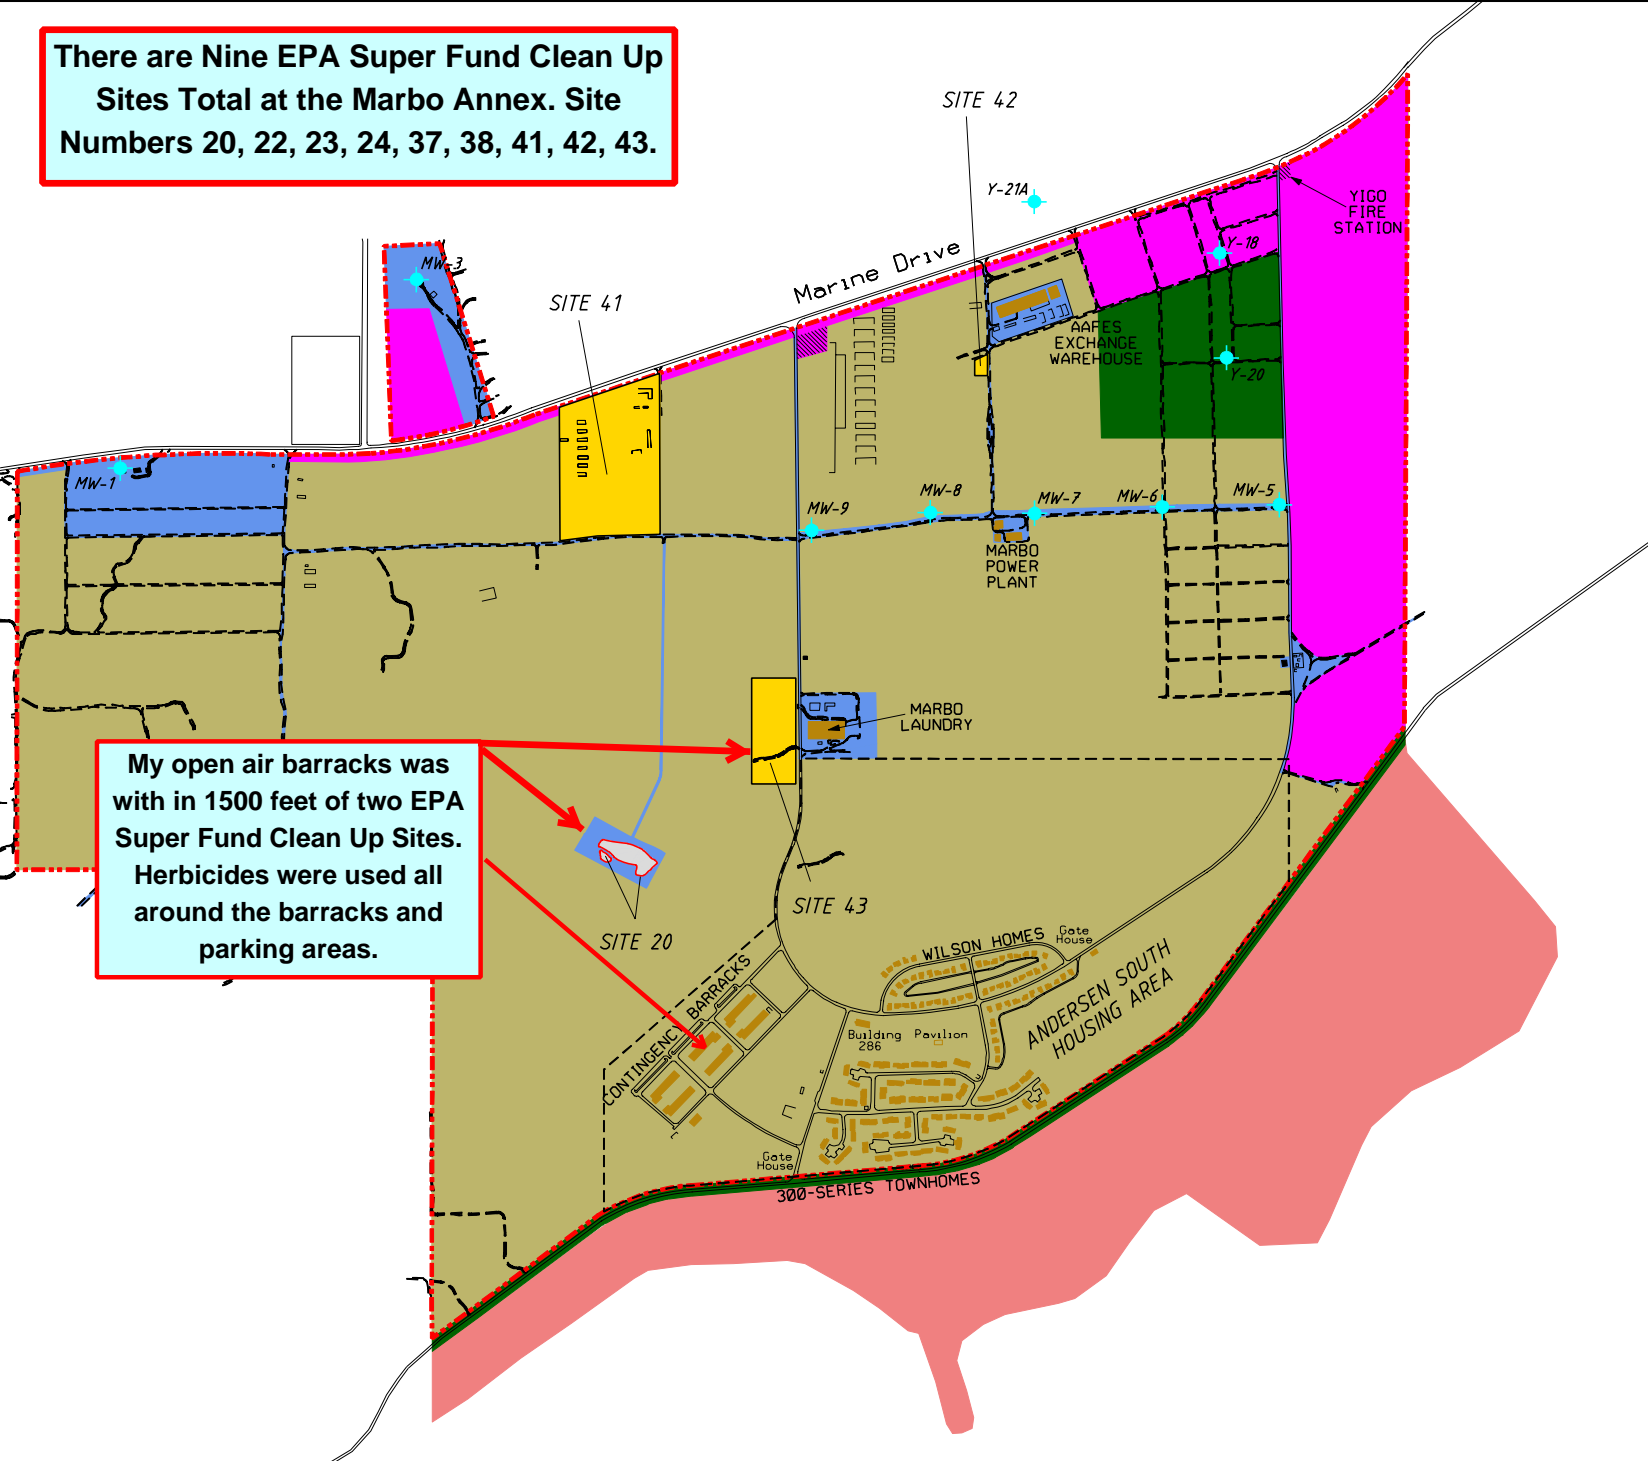 There are Nine EPA Super Fund Clean Up
Sites Total at the Marbo Annex. Site
Numbers 20, 22, 23, 24, 37, 38, 41, 42, 43.
SITE 42
Y-21A
YIGO
FIRE
STATION
Y-18
MW-3
Marine Drive
SITE 41
AAFES
EXCHANGE
WAREHOUSE
Y-20
MW-1
MW-9
MW-8
MW-7
MW-6
MW-5
MARBO
POWER
PLANT
MARBO
LAUNDRY
My open air barracks was
with in 1500 feet of two EPA
Super Fund Clean Up Sites.
Herbicides were used all
around the barracks and
parking areas.
SITE 43
SITE 20
WILSON HOMES
Gate
House
CONTINGENCY BARRACKS
ANDERSEN SOUTH
HOUSING AREA
Building
286
Pavilion
Gate
House
300-SERIES TOWNHOMES